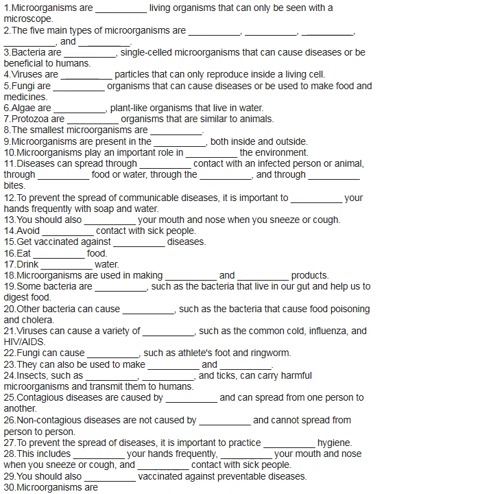 1.Microorganisms are __________ living organisms that can only be seen with a
microscope.
2.The five main types of microorganisms are __________, __________, __________,
__________, and __________.
3.Bacteria are __________, single-celled microorganisms that can cause diseases or be
beneficial to humans.
4.Viruses are __________ particles that can only reproduce inside a living cell.
5.Fungi are __________ organisms that can cause diseases or be used to make food and
medicines.
6.Algae are __________, plant-like organisms that live in water.
7.Protozoa are __________ organisms that are similar to animals.
8.The smallest microorganisms are __________.
9.Microorganisms are present in the __________, both inside and outside.
10.Microorganisms play an important role in __________ the environment.
11.Diseases can spread through __________ contact with an infected person or animal,
through __________ food or water, through the __________, and through __________
bites.
12.To prevent the spread of communicable diseases, it is important to __________ your
hands frequently with soap and water.
13.You should also __________ your mouth and nose when you sneeze or cough.
14.Avoid __________ contact with sick people.
15.Get vaccinated against __________ diseases.
16.Eat __________ food.
17.Drink __________ water.
18.Microorganisms are used in making __________ and __________ products.
19.Some bacteria are __________, such as the bacteria that live in our gut and help us to
digest food.
20.Other bacteria can cause __________, such as the bacteria that cause food poisoning
and cholera.
21.Viruses can cause a variety of __________, such as the common cold, influenza, and
HIV/AIDS.
22.Fungi can cause __________, such as athlete's foot and ringworm.
23.They can also be used to make __________ and __________.
24.Insects, such as __________, __________, and ticks, can carry harmful
microorganisms and transmit them to humans.
25.Contagious diseases are caused by __________ and can spread from one person to
another.
26.Non-contagious diseases are not caused by __________ and cannot spread from
person to person.
27.To prevent the spread of diseases, it is important to practice __________ hygiene.
28.This includes __________ your hands frequently, __________ your mouth and nose
when you sneeze or cough, and __________ contact with sick people.
29.You should also __________ vaccinated against preventable diseases.
30.Microorganisms are